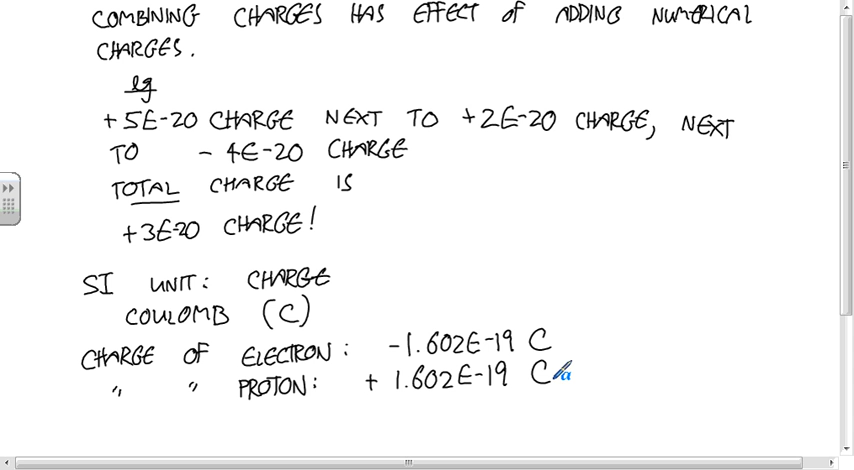 COMBINING CHARGES HAS EFFECT OF ADDING NUMERICAL
CHARGES.
eg
+5E-20 CHARGE NEXT TO +2E-20 CHARGE, NEXT
TO - 4E-20 CHARGE
TOTAL CHARGE IS
+3E-20 CHARGE!
SI UNIT: CHARGE
COULOMB (C)
CHARGE OF ELECTRON: -1.602E-19 C
" " PROTON: + 1.602E-19 C